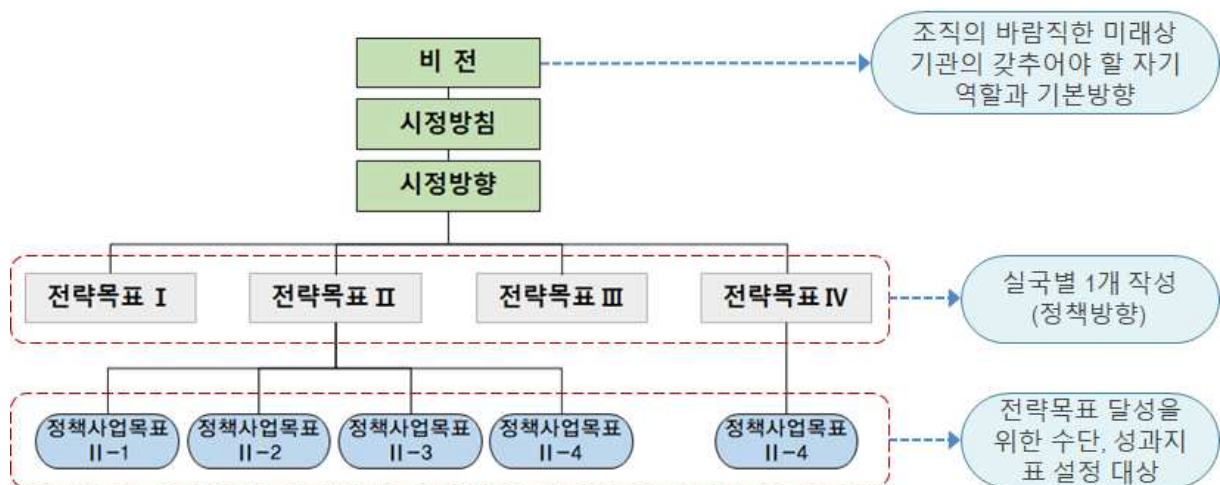 비 전
조직의 바람직한 미래상
기관의 갖추어야 할 자기
역할과 기본방향
시정방침
시정방향
전략목표 Ⅰ
전략목표 Ⅱ
전략목표 Ⅲ
전략목표 Ⅳ
실국별 1개 작성
(정책방향)
정책사업목표
Ⅱ-1
정책사업목표
Ⅱ-2
정책사업목표
Ⅱ-3
정책사업목표
Ⅱ-4
정책사업목표
Ⅱ-4
전략목표 달성을
위한 수단, 성과지
표 설정 대상